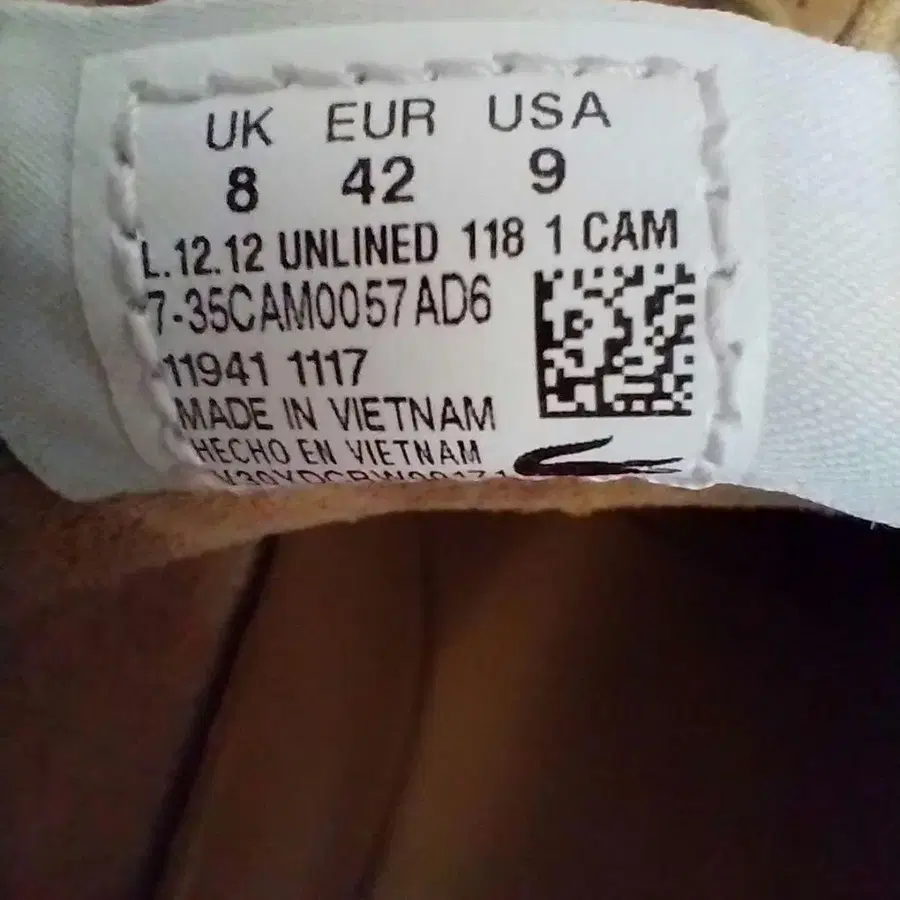 UK EUR USA
8 42 9
L.12.12 UNLINED 118 1 CAM
7-35CAM0057AD6
11941 1117
MADE IN VIETNAM
HECHO EN VIETNAM